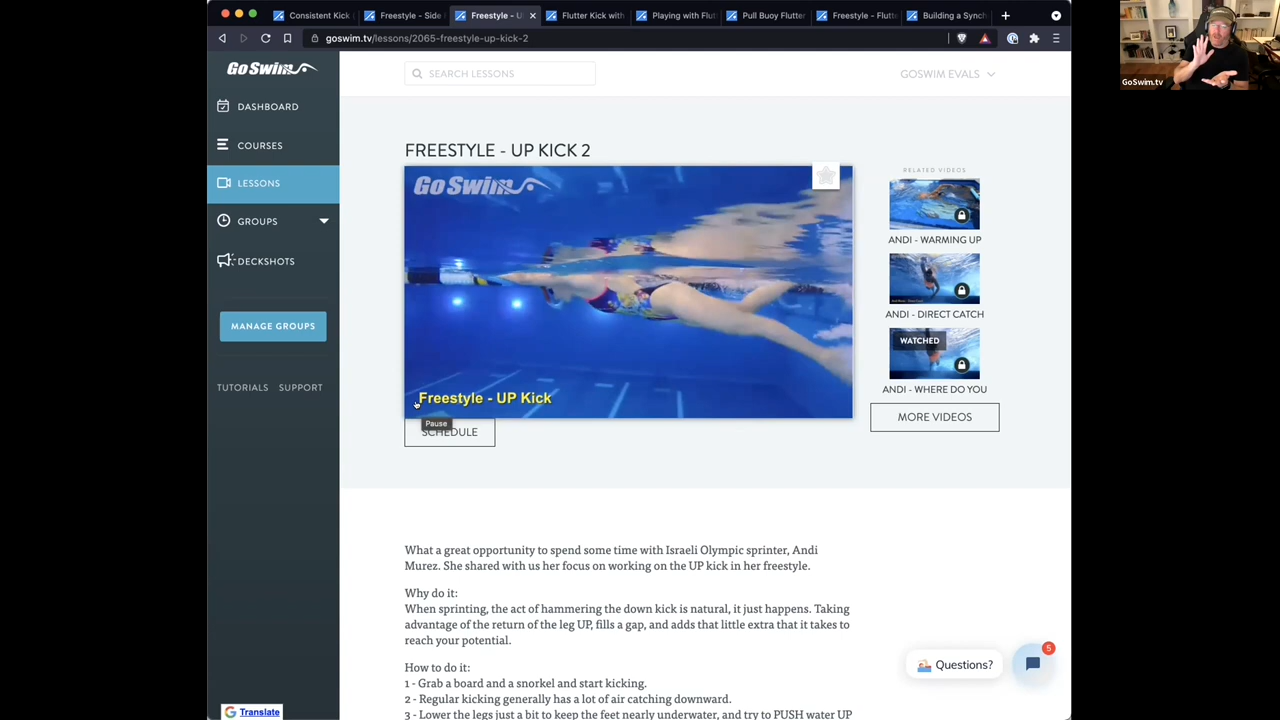 Consistent Kick
Freestyle - Side
Freestyle - U
Flutter Kick with
Playing with Flut
Pull Buoy Flutter
Freestyle - Flutte
Building a Synch
goswim.tv/lessons/2065-freestyle-up-kick-2
GoSwim
SEARCH LESSONS
GOSWIM EVALS
GoSwim.tv
DASHBOARD
COURSES
LESSONS
GROUPS
DECKSHOTS
MANAGE GROUPS
TUTORIALS SUPPORT
FREESTYLE - UP KICK 2
GoSwim
Freestyle - UP Kick
Pause
SCHEDULE
RELATED VIDEOS
ANDI - WARMING UP
ANDI - DIRECT CATCH
WATCHED
ANDI - WHERE DO YOU
MORE VIDEOS
What a great opportunity to spend some time with Israeli Olympic sprinter, Andi
Murez. She shared with us her focus on working on the UP kick in her freestyle.
Why do it:
When sprinting, the act of hammering the down kick is natural, it just happens. Taking
advantage of the return of the leg UP, fills a gap, and adds that little extra that it takes to
reach your potential.
How to do it:
1 - Grab a board and a snorkel and start kicking.
2 - Regular kicking generally has a lot of air catching downward.
3 - Lower the legs just a bit to keep the feet nearly underwater, and try to PUSH water UP
Questions?
5
Translate